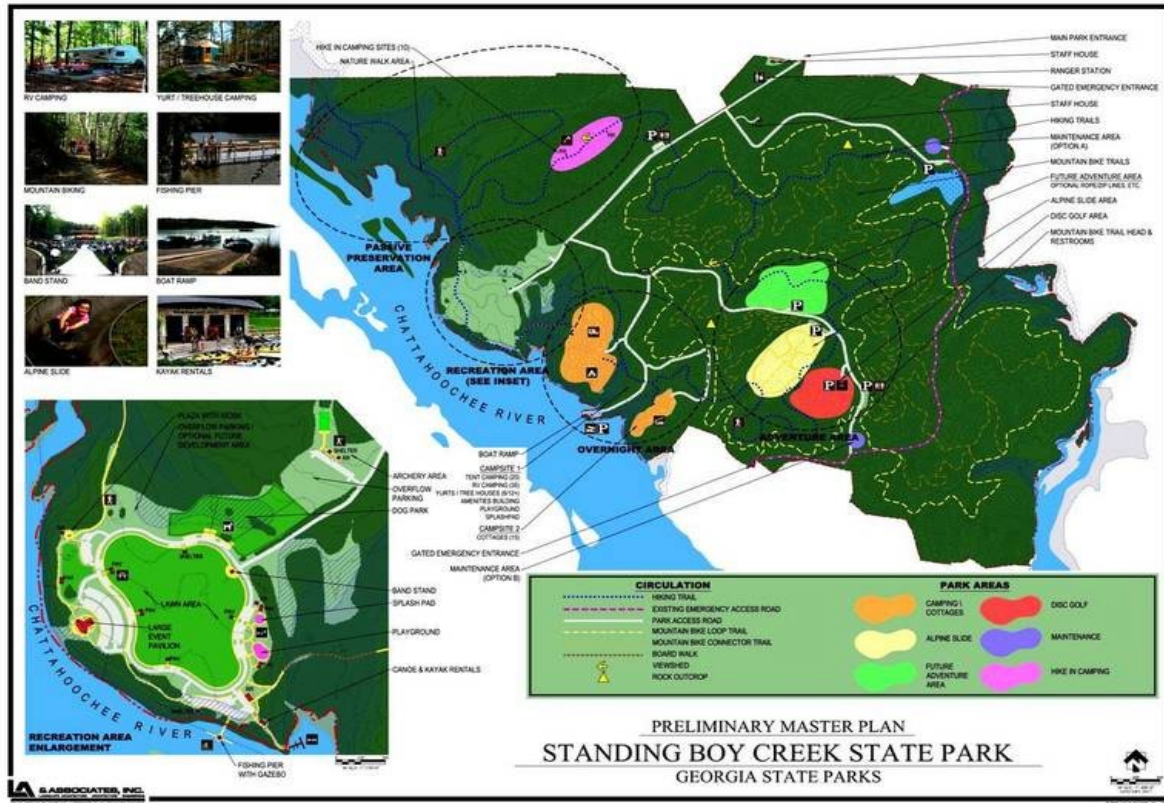 RV CAMPING
YURT / TREEHOUSE CAMPING
MOUNTAIN BIKING
FISHING PIER
BAND STAND
BOAT RAMP
ALPINE SLIDE
KAYAK RENTALS
HIKE IN CAMPING SITES (10)
NATURE WALK AREA
MAIN PARK ENTRANCE
STAFF HOUSE
RANGER STATION
GATED EMERGENCY ENTRANCE
STAFF HOUSE
HIKING TRAILS
MAINTENANCE AREA
(OPTION A)
MOUNTAIN BIKE TRAILS
FUTURE ADVENTURE AREA
OPTIONAL ROPE/ZIP LINES, ETC.
ALPINE SLIDE AREA
DISC GOLF AREA
MOUNTAIN BIKE TRAIL HEAD &
RESTROOMS
P
P
P
P
P
P
P
P
PASSIVE
PRESERVATION
AREA
CHATTAHOOCHEE RIVER
RECREATION AREA
(SEE INSET)
OVERNIGHT AREA
ADVENTURE AREA
BOAT RAMP
CAMPSITE 1
TENT CAMPING (20)
RV CAMPING (35)
AMENITIES BUILDING
PLAYGROUND
SPLASHPAD
CAMPSITE 2
COTTAGES (15)
GATED EMERGENCY ENTRANCE
MAINTENANCE AREA
(OPTION B)
PLAZA WITH KIOSK
OVERFLOW PARKING /
OPTIONAL FUTURE
DEVELOPMENT AREA
SHELTER
ARCHERY AREA
OVERFLOW
PARKING
DOG PARK
SHELTER
BAND STAND
SPLASH PAD
LAWN AREA
LARGE
EVENT
PAVILION
PLAYGROUND
CANOE & KAYAK RENTALS
CHATTAHOOCHEE RIVER
RECREATION AREA
ENLARGEMENT
FISHING PIER
WITH GAZEBO
CIRCULATION
HIKING TRAIL
EXISTING EMERGENCY ACCESS ROAD
PARK ACCESS ROAD
MOUNTAIN BIKE LOOP TRAIL
MOUNTAIN BIKE CONNECTOR TRAIL
BOARD WALK
VIEWSHED
ROCK OUTCROP
PARK AREAS
CAMPING \
COTTAGES
DISC GOLF
ALPINE SLIDE
MAINTENANCE
FUTURE
ADVENTURE
AREA
HIKE IN CAMPING
PRELIMINARY MASTER PLAN
STANDING BOY CREEK STATE PARK
GEORGIA STATE PARKS
LA & ASSOCIATES, INC.